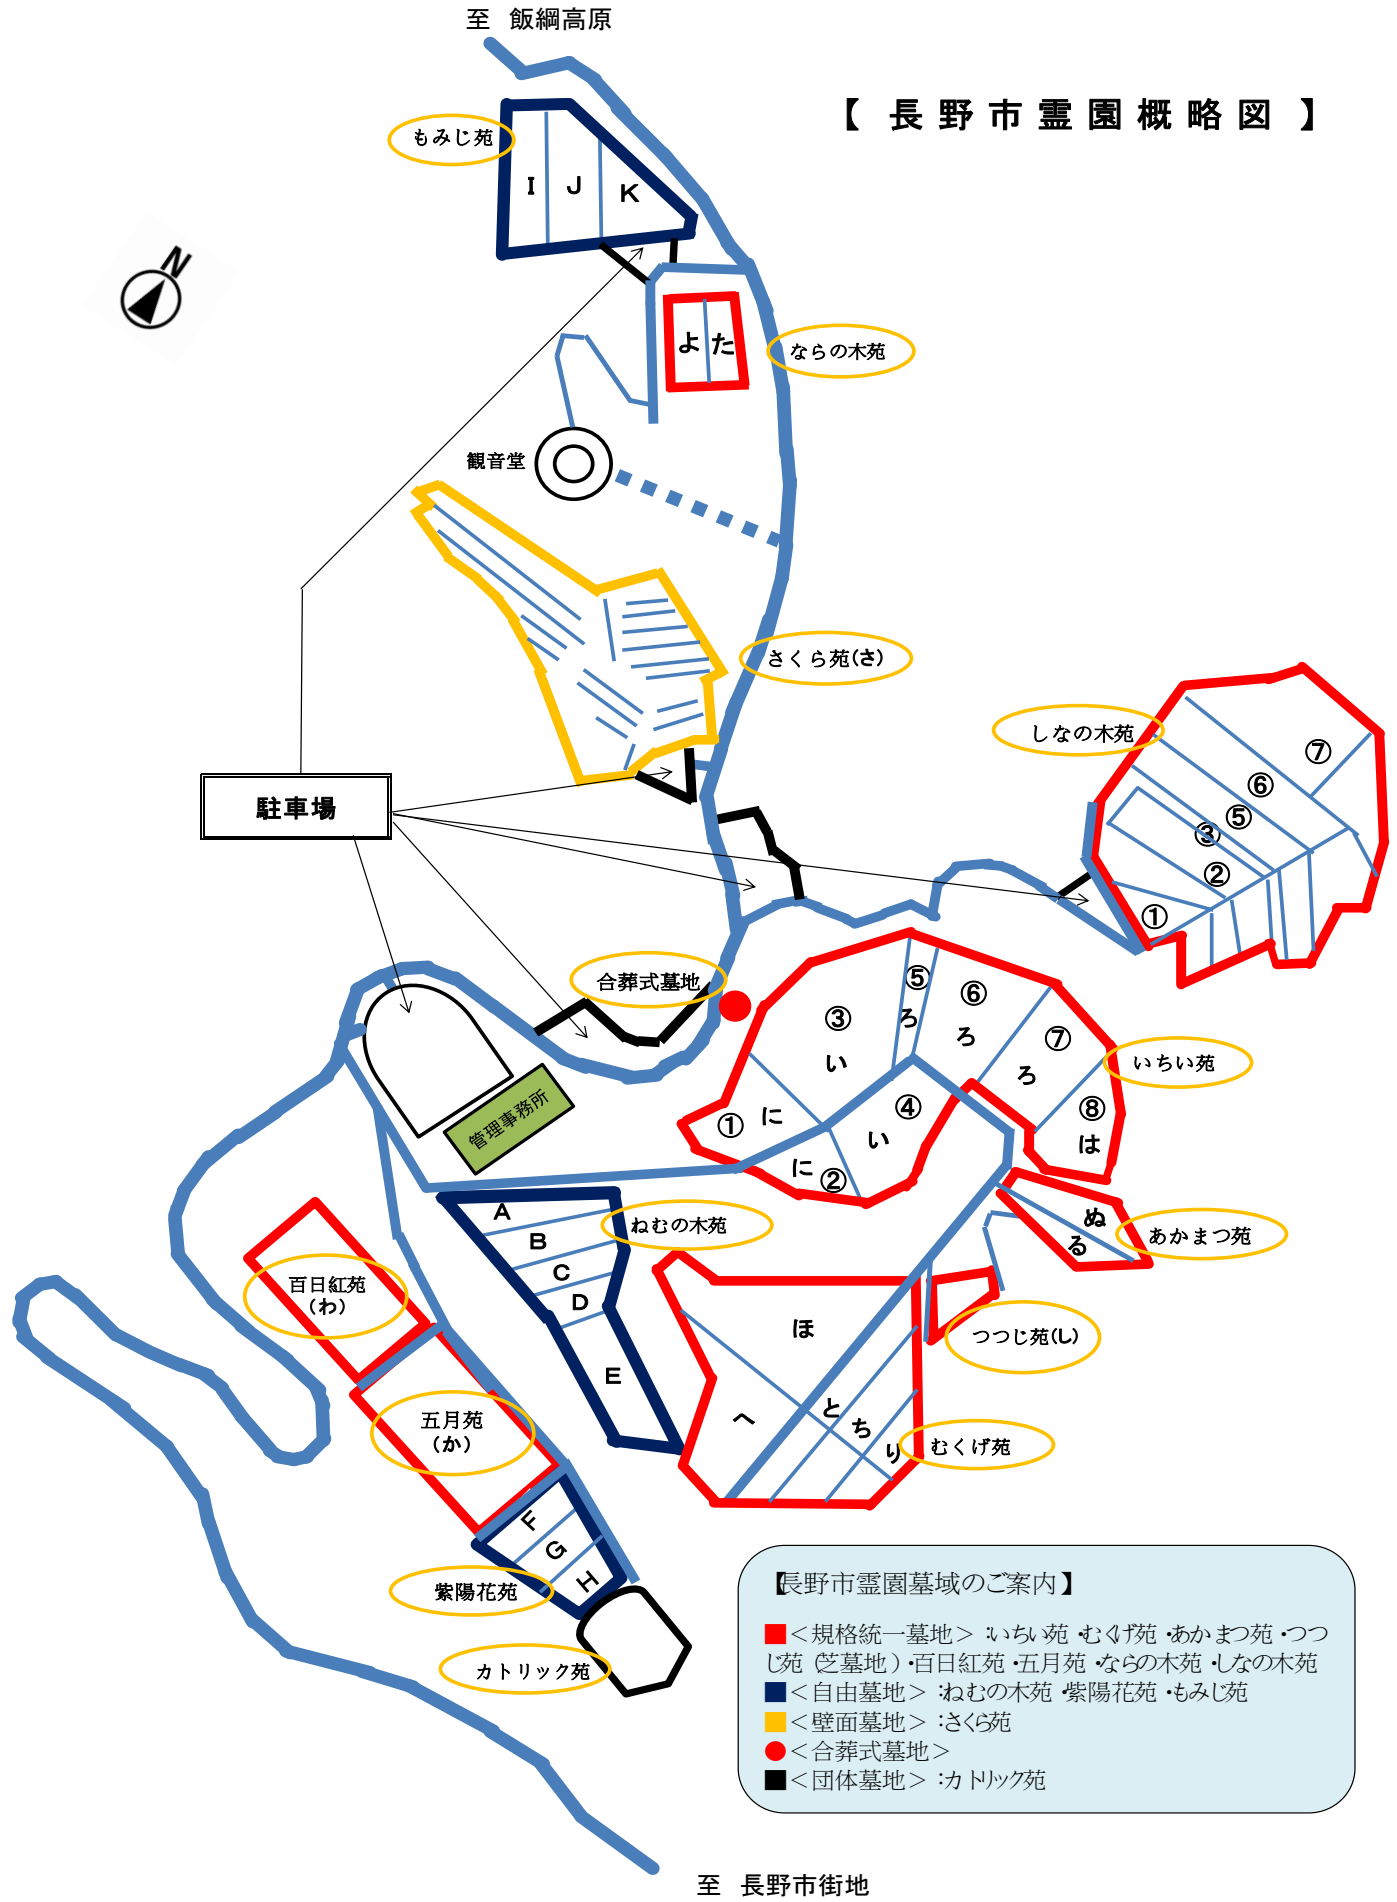 至　飯綱高原
【 長野市霊園概略図 】
もみじ苑
I
J
K
N
よ
た
ならの木苑
観音堂
さくら苑(さ)
しなの木苑
⑦
⑥
⑤
③
②
①
駐車場
合葬式墓地
③
い
⑤
ろ
⑥
ろ
⑦
ろ
⑧
は
いちい苑
①
に
④
い
に
②
管理事務所
ぬ
る
あかまつ苑
A
B
C
D
E
ねむの木苑
百日紅苑
(わ)
つつじ苑(し)
ほ
へ
と
ち
り
むくげ苑
五月苑
(か)
F
G
H
紫陽花苑
カトリック苑
【長野市霊園墓域のご案内】
■＜規格統一墓地＞：いちい苑・むくげ苑・あかまつ苑・つつ
じ苑（芝墓地）・百日紅苑・五月苑・ならの木苑・しなの木苑
■＜自由墓地＞：ねむの木苑・紫陽花苑・もみじ苑
■＜壁面墓地＞：さくら苑
●＜合葬式墓地＞
■＜団体墓地＞：カトリック苑
至　長野市街地